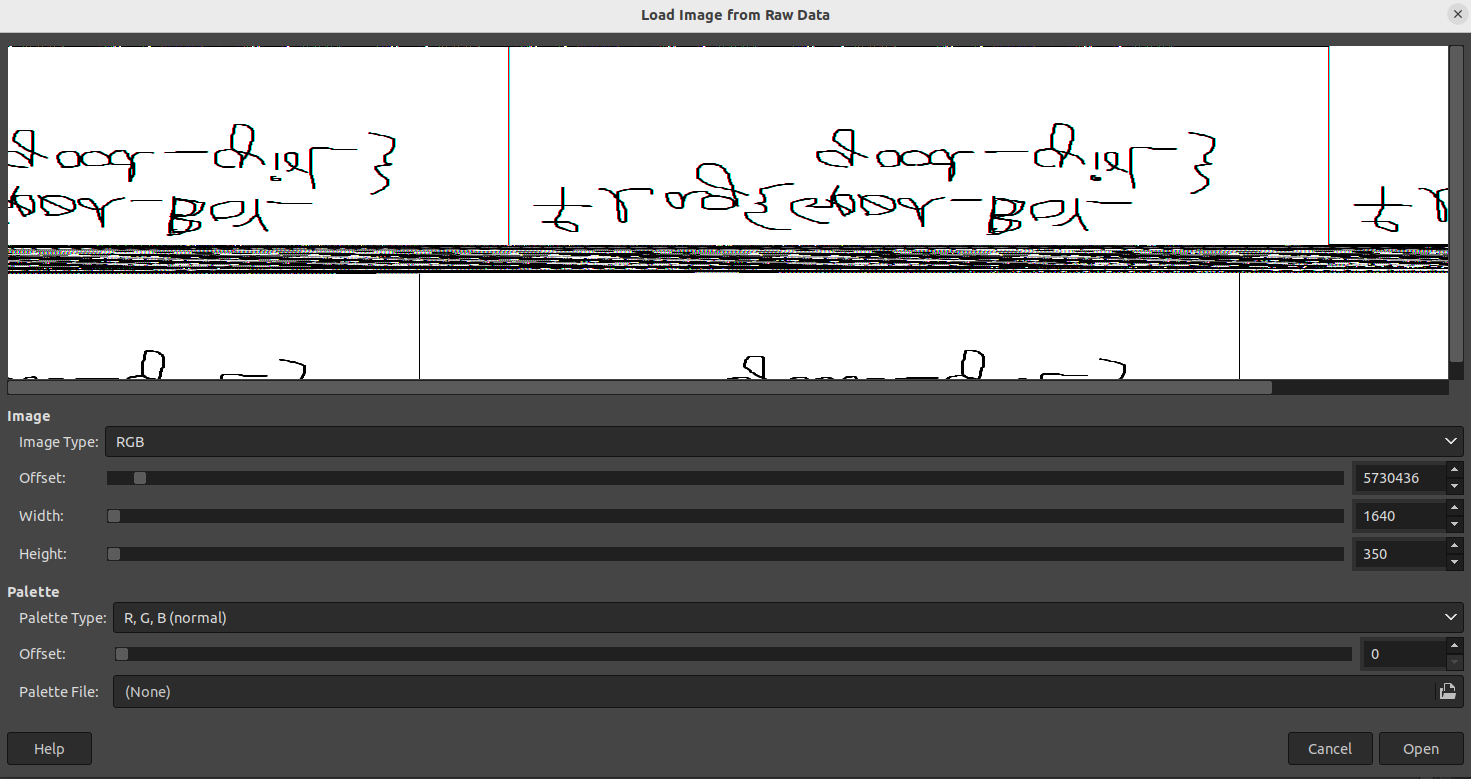 Load Image from Raw Data
Image
Image Type: RGB
Offset: 5730436
Width: 1640
Height: 350
Palette
Palette Type: R, G, B (normal)
Offset: 0
Palette File: (None)
Help Cancel Open